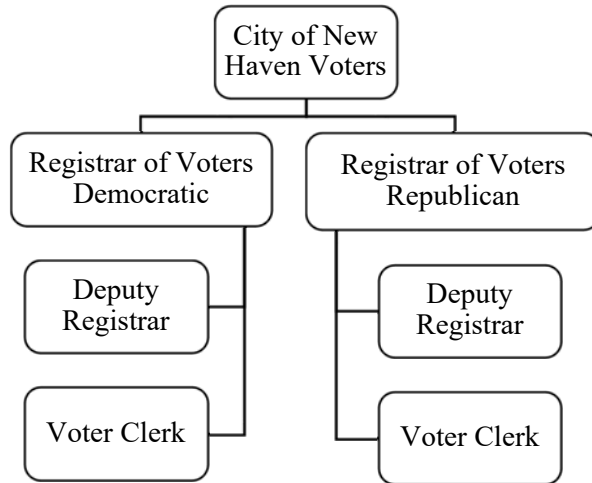 City of New
Haven Voters
Registrar of Voters
Democratic
Registrar of Voters
Republican
Deputy
Registrar
Deputy
Registrar
Voter Clerk
Voter Clerk